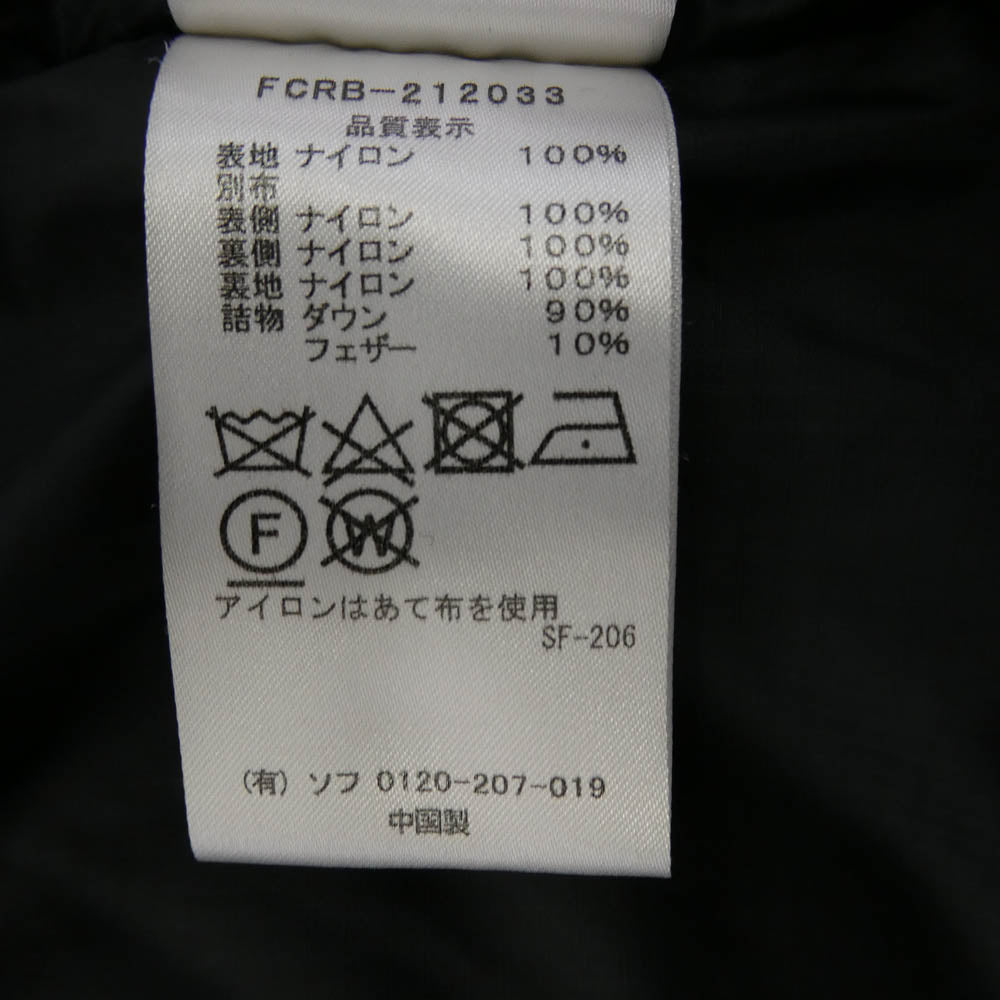 FCRB-212033
品質表示
表地 ナイロン 100%
別布
表側 ナイロン 100%
裏側 ナイロン 100%
裏地 ナイロン 100%
詰物 ダウン 90%
フェザー 10%
F W
アイロンはあて布を使用
SF-206
(有) ソフ 0120-207-019
中国製